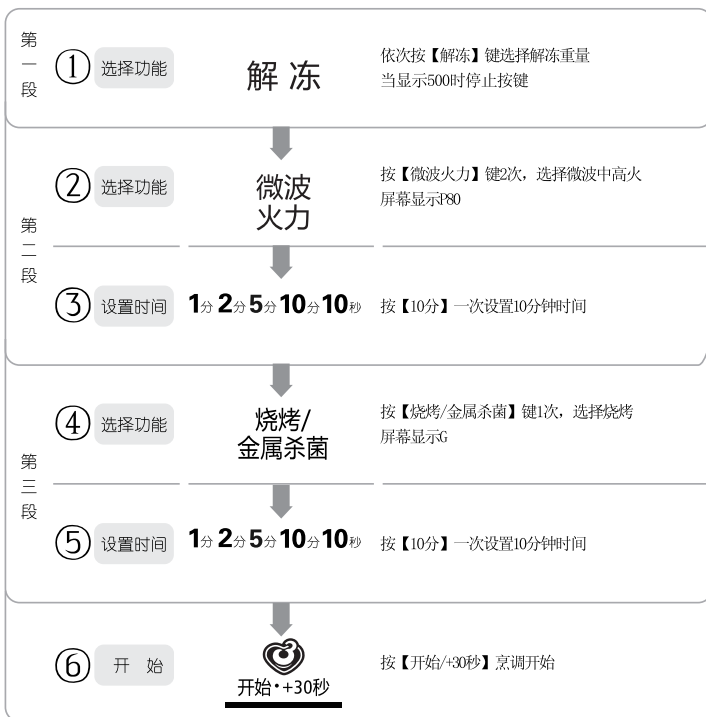 第一段
① 选择功能
解 冻
依次按【解冻】键选择解冻重量
当显示500时停止按键
第二段
② 选择功能
微波
火力
按【微波火力】键2次，选择微波中高火
屏幕显示P80
③ 设置时间
1分 2分 5分 10分 10秒
按【10分】一次设置10分钟时间
第三段
④ 选择功能
烧烤/
金属杀菌
按【烧烤/金属杀菌】键1次，选择烧烤
屏幕显示G
⑤ 设置时间
1分 2分 5分 10分 10秒
按【10分】一次设置10分钟时间
⑥ 开 始
开始·+30秒
按【开始/+30秒】烹调开始